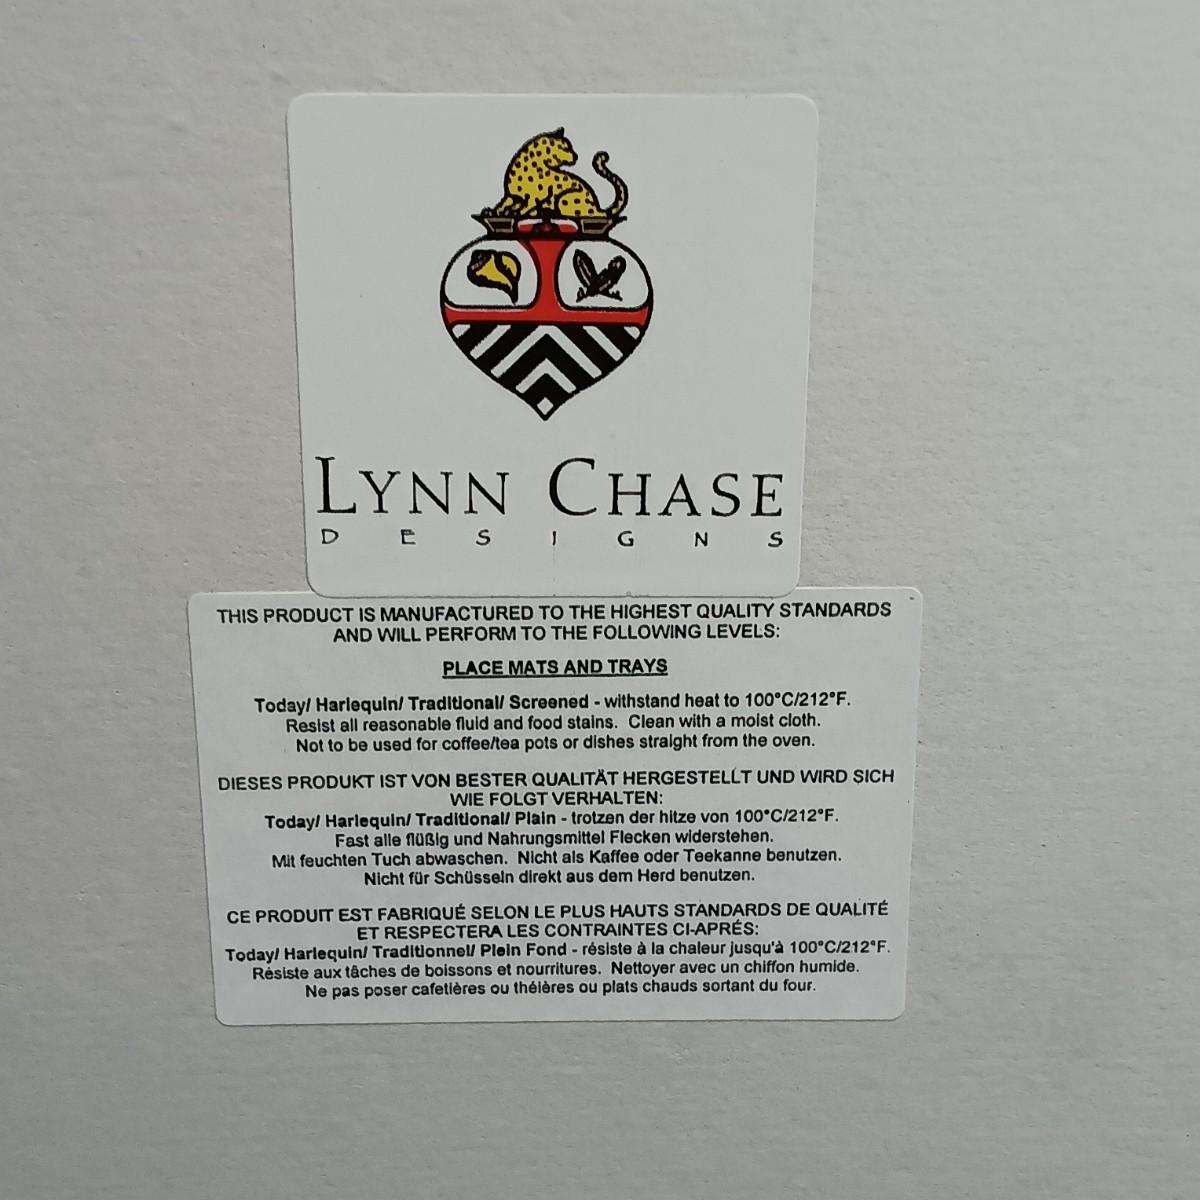 LYNN CHASE
DESIGNS
THIS PRODUCT IS MANUFACTURED TO THE HIGHEST QUALITY STANDARDS
AND WILL PERFORM TO THE FOLLOWING LEVELS:
PLACE MATS AND TRAYS
Today/ Harlequin/ Traditional/ Screened - withstand heat to 100°C/212°F.
Resist all reasonable fluid and food stains. Clean with a moist cloth.
Not to be used for coffee/tea pots or dishes straight from the oven.
DIESES PRODUKT IST VON BESTER QUALITÄT HERGESTELLT UND WIRD SICH
WIE FOLGT VERHALTEN:
Today/ Harlequin/ Traditional/ Plain - trotzen der hitze von 100°C/212°F.
Fast alle flüßig und Nahrungsmittel Flecken widerstehen.
Mit feuchten Tuch abwaschen. Nicht als Kaffee oder Teekanne benutzen.
Nicht für Schüsseln direkt aus dem Herd benutzen.
CE PRODUIT EST FABRIQUÉ SELON LE PLUS HAUTS STANDARDS DE QUALITÉ
ET RESPECTERA LES CONTRAINTES CI-APRÉS:
Today/ Harlequin/ Traditionnel/ Plein Fond - résiste à la chaleur jusqu'à 100°C/212°F.
Résiste aux tâches de boissons et nourritures. Nettoyer avec un chiffon humide.
Ne pas poser cafetières ou théières ou plats chauds sortant du four.